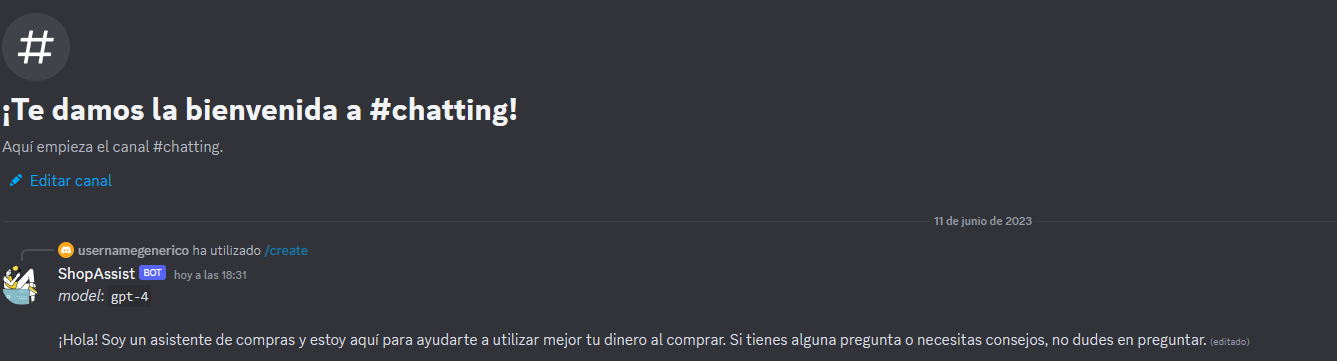 #
¡Te damos la bienvenida a #chatting!
Aquí empieza el canal #chatting.
Editar canal
11 de junio de 2023
usernamegenerico ha utilizado /create
ShopAssist BOT hoy a las 18:31
model: gpt-4
¡Hola! Soy un asistente de compras y estoy aquí para ayudarte a utilizar mejor tu dinero al comprar. Si tienes alguna pregunta o necesitas consejos, no dudes en preguntar. (editado)